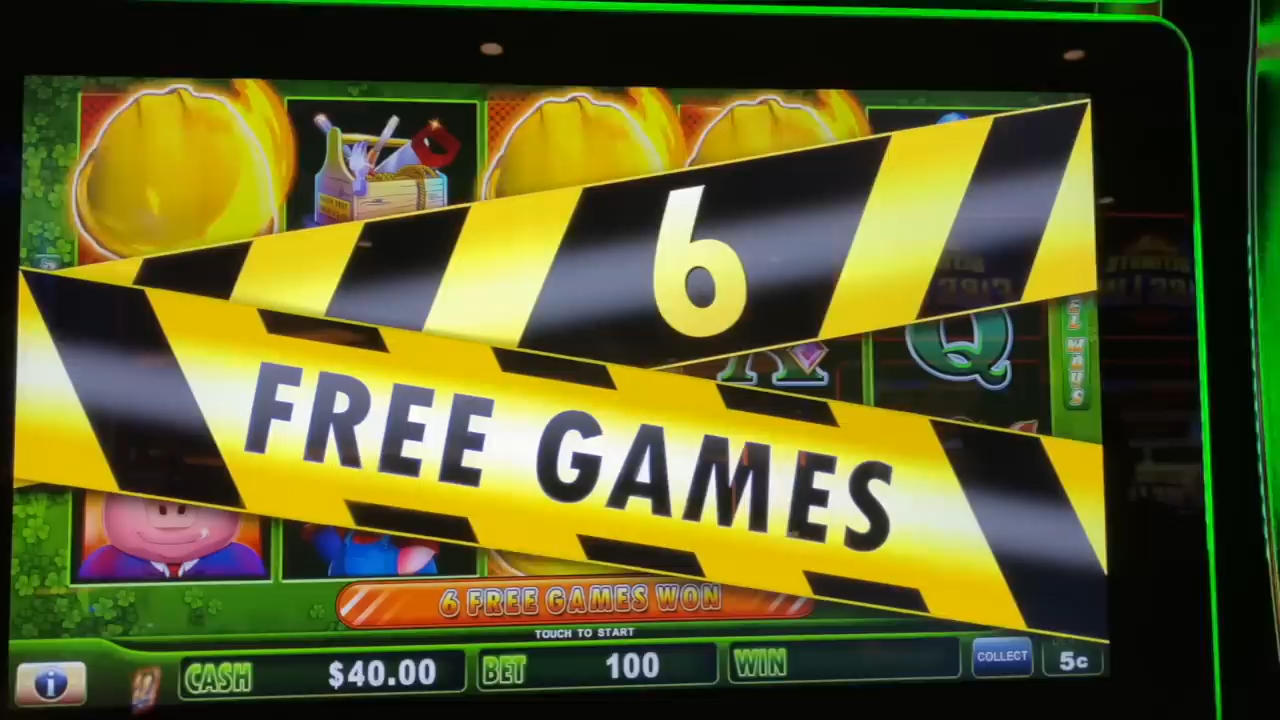 6
Q
FREE GAMES
6 FREE GAMES WON
TOUCH TO START
CASH $40.00 BET 100 WIN COLLECT 5c